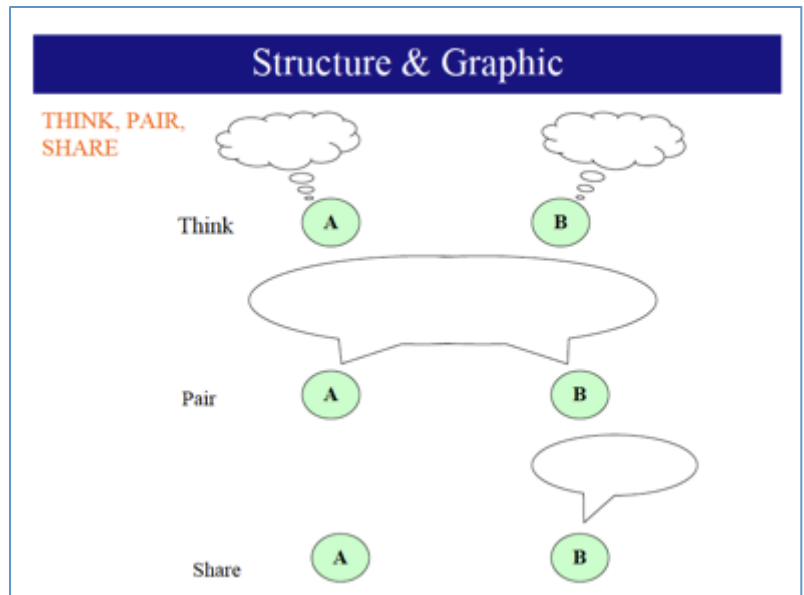 Structure & Graphic
THINK, PAIR,
SHARE
Think
A
B
Pair
A
B
Share
A
B